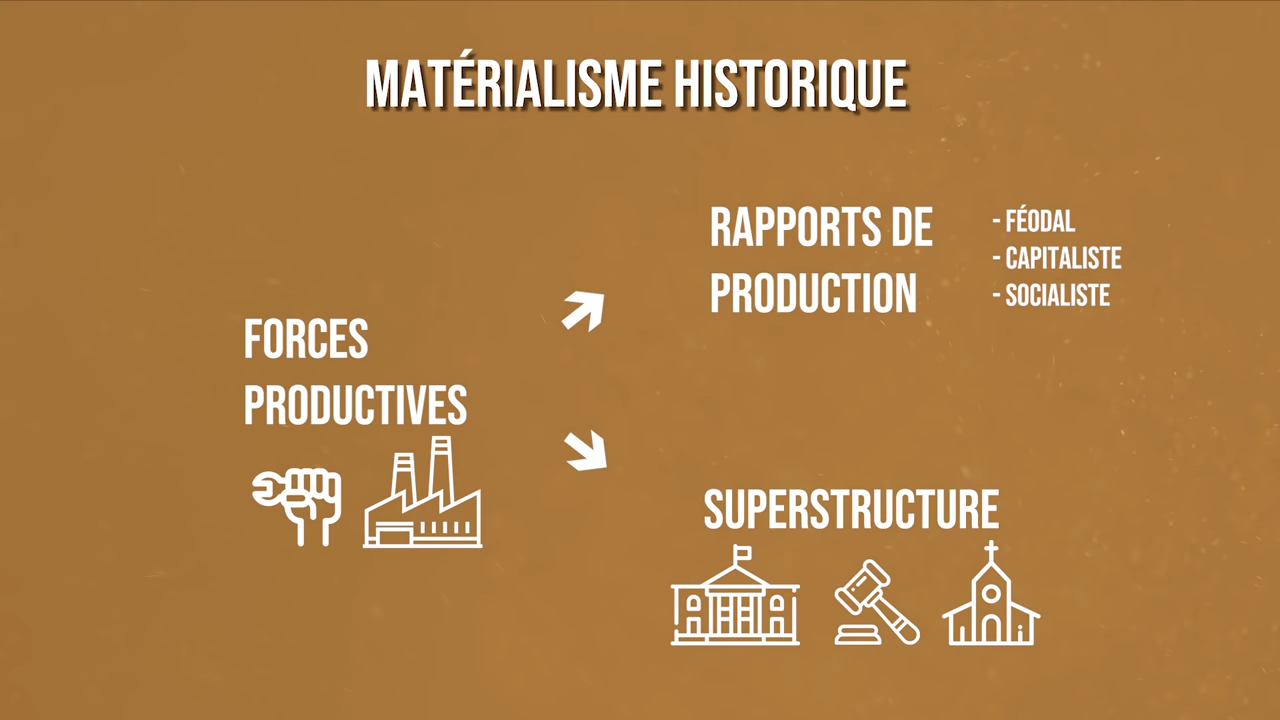 MATÉRIALISME HISTORIQUE
FORCES
PRODUCTIVES
RAPPORTS DE
PRODUCTION
- FÉODAL
- CAPITALISTE
- SOCIALISTE
SUPERSTRUCTURE